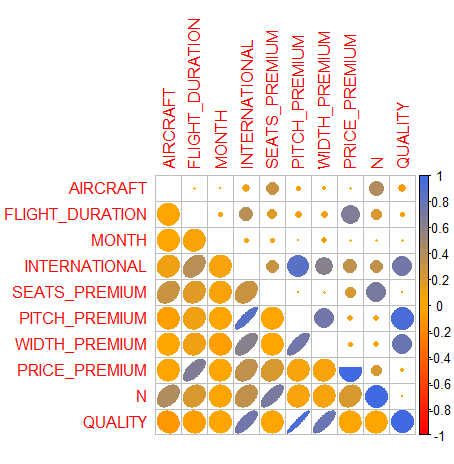 AIRCRAFT
FLIGHT_DURATION
MONTH
INTERNATIONAL
SEATS_PREMIUM
PITCH_PREMIUM
WIDTH_PREMIUM
PRICE_PREMIUM
N
QUALITY
AIRCRAFT
FLIGHT_DURATION
MONTH
INTERNATIONAL
SEATS_PREMIUM
PITCH_PREMIUM
WIDTH_PREMIUM
PRICE_PREMIUM
N
QUALITY
1
0.8
0.6
0.4
0.2
0
-0.2
-0.4
-0.6
-0.8
-1